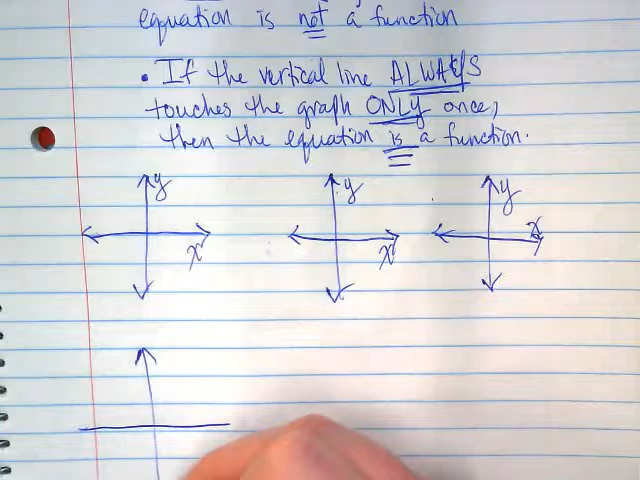 equation is not a function
• If the vertical line ALWAYS
touches the graph ONLY once,
then the equation is a function.
y y y
x x x